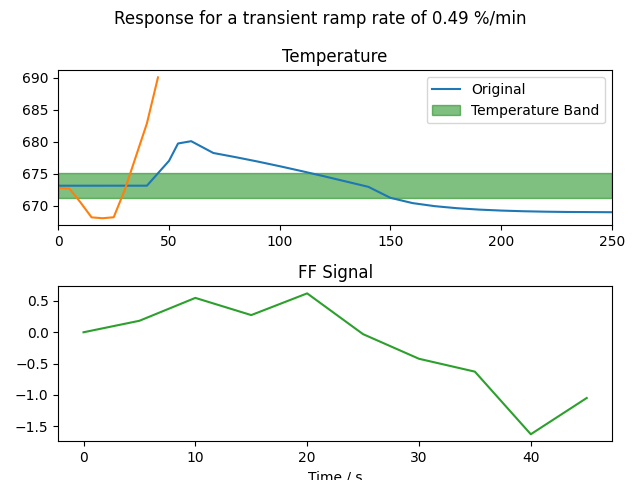 Response for a transient ramp rate of 0.49 %/min
Temperature
690
685
680
675
670
Original
Temperature Band
0 50 100 150 200 250
FF Signal
0.5
0.0
−0.5
−1.0
−1.5
0 10 20 30 40
Time / s